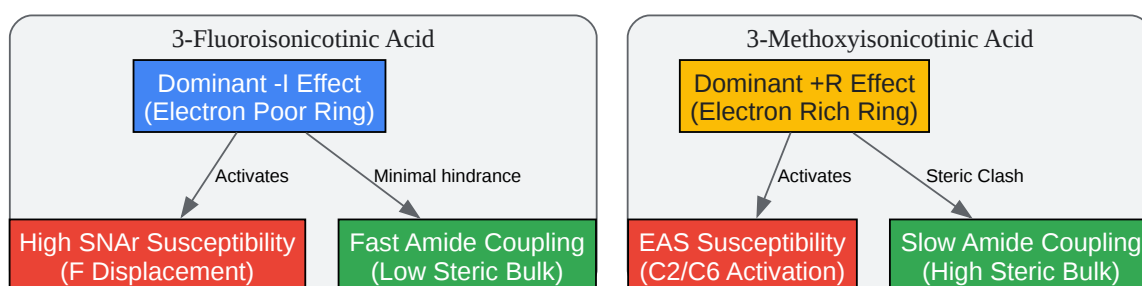 3-Fluoroisonicotinic Acid
Dominant -I Effect
(Electron Poor Ring)
Activates
Minimal hindrance
High SNAr Susceptibility
(F Displacement)
Fast Amide Coupling
(Low Steric Bulk)
3-Methoxyisonicotinic Acid
Dominant +R Effect
(Electron Rich Ring)
Activates
Steric Clash
EAS Susceptibility
(C2/C6 Activation)
Slow Amide Coupling
(High Steric Bulk)